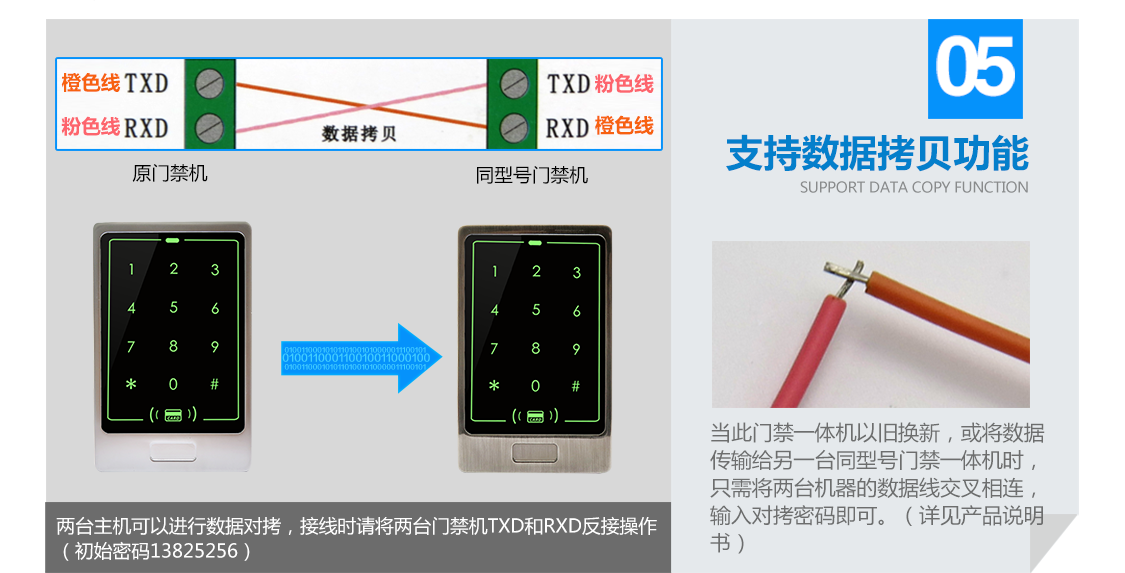 橙色线 TXD
粉色线 RXD
数据拷贝
TXD 粉色线
RXD 橙色线
原门禁机
同型号门禁机
1 2 3
4 5 6
7 8 9
* 0 #
1 2 3
4 5 6
7 8 9
* 0 #
两台主机可以进行数据对拷，接线时请将两台门禁机TXD和RXD反接操作
（初始密码13825256）
05
支持数据拷贝功能
SUPPORT DATA COPY FUNCTION
当此门禁一体机以旧换新，或将数据
传输给另一台同型号门禁一体机时，
只需将两台机器的数据线交叉相连，
输入对拷密码即可。（详见产品说明
书）